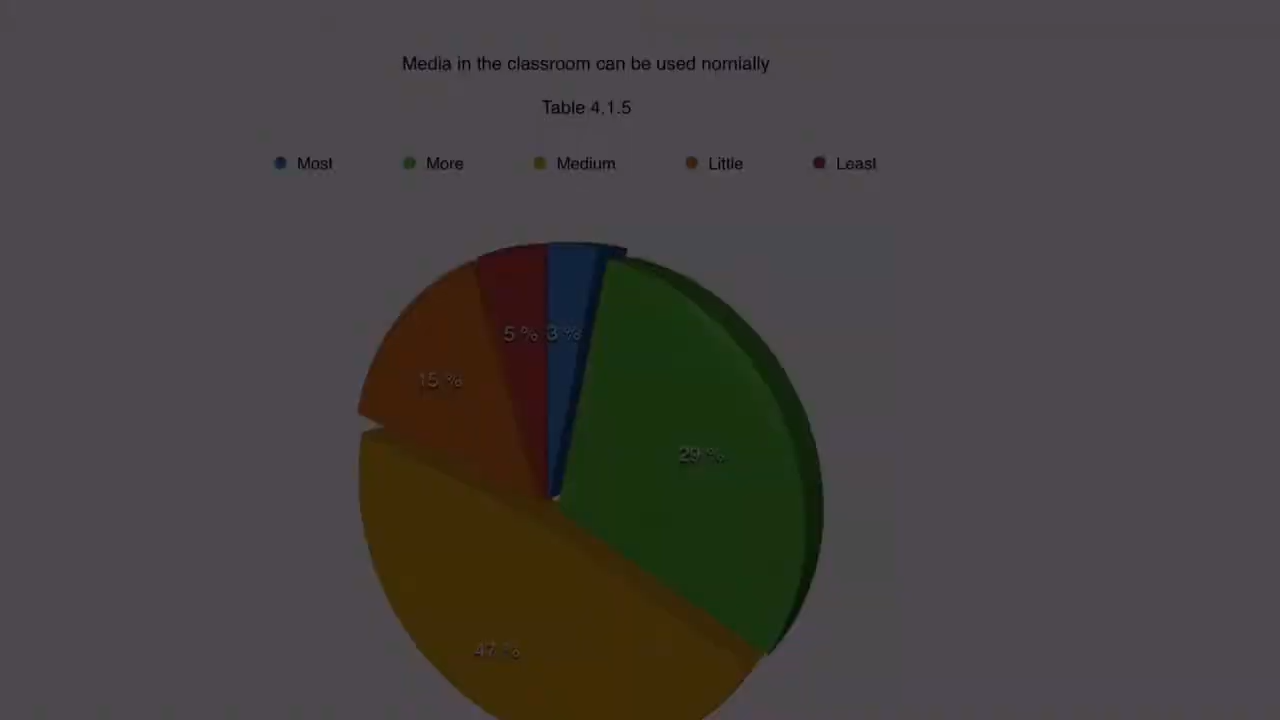 Media in the classroom can be used nornially
Table 4.1.5
Most More Medium Little Least
5 % 3 %
15 %
29 %
47 %